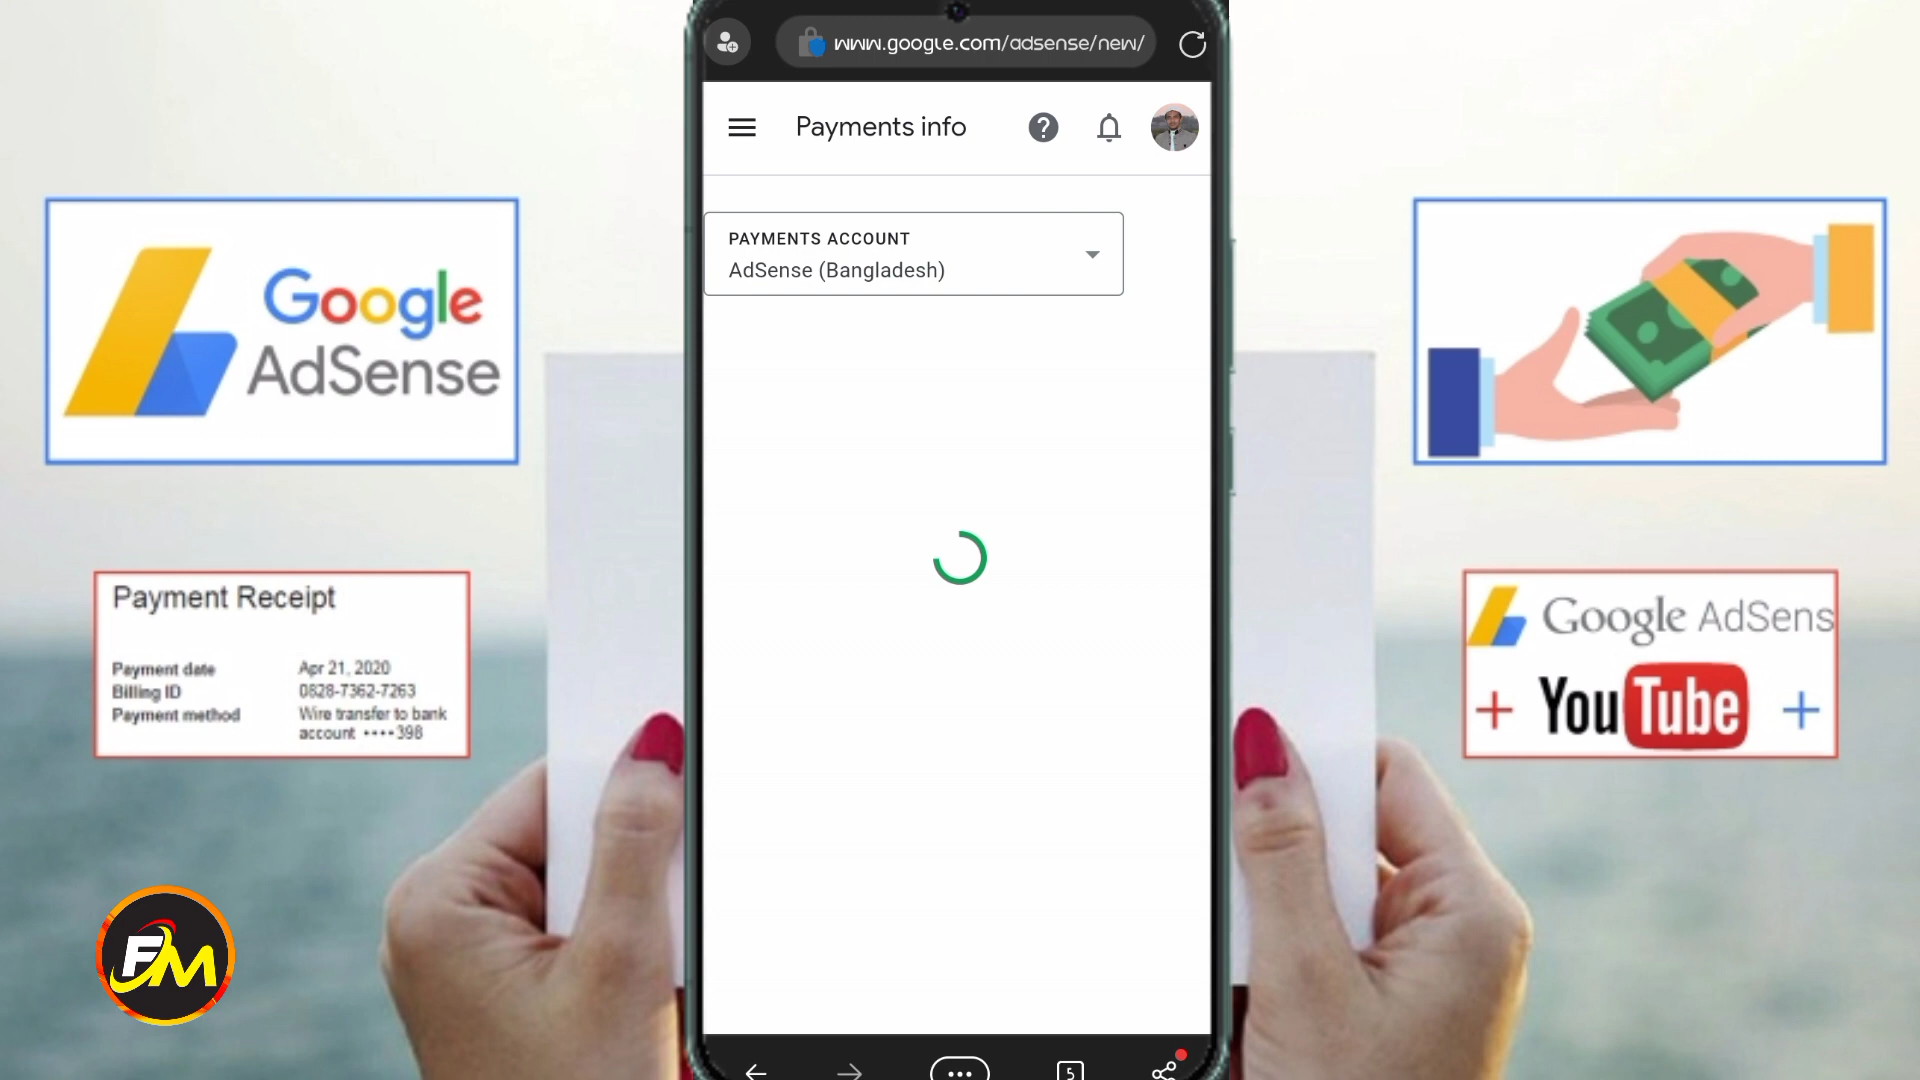 www.google.com/adsense/new/
Payments info
PAYMENTS ACCOUNT
AdSense (Bangladesh)
Google
AdSense
Payment Receipt
Payment date Apr 21, 2020
Billing ID 0828-7362-7263
Payment method Wire transfer to bank
account ••••398
Google AdSens
+ YouTube +
FM
5